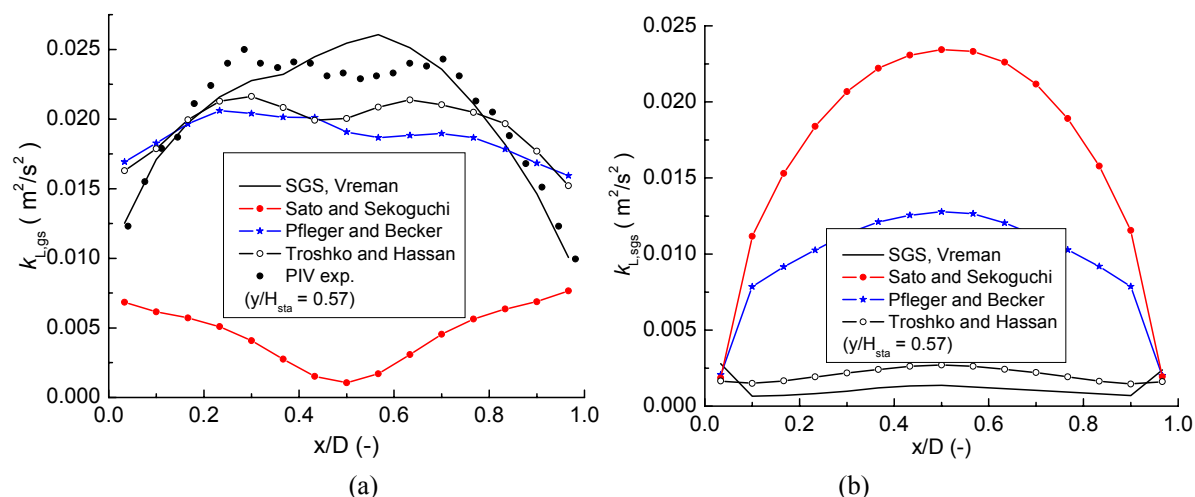 0.025
0.020
0.015
0.010
0.005
0.000
k_L,gs ( m²/s²)
SGS, Vreman
Sato and Sekoguchi
Pfleger and Becker
Troshko and Hassan
PIV exp.
(y/H_sta = 0.57)
0.0 0.2 0.4 0.6 0.8 1.0
x/D (-)
(a)
0.025
0.020
0.015
0.010
0.005
0.000
k_L,sgs ( m²/s²)
SGS, Vreman
Sato and Sekoguchi
Pfleger and Becker
Troshko and Hassan
(y/H_sta = 0.57)
0.0 0.2 0.4 0.6 0.8 1.0
x/D (-)
(b)